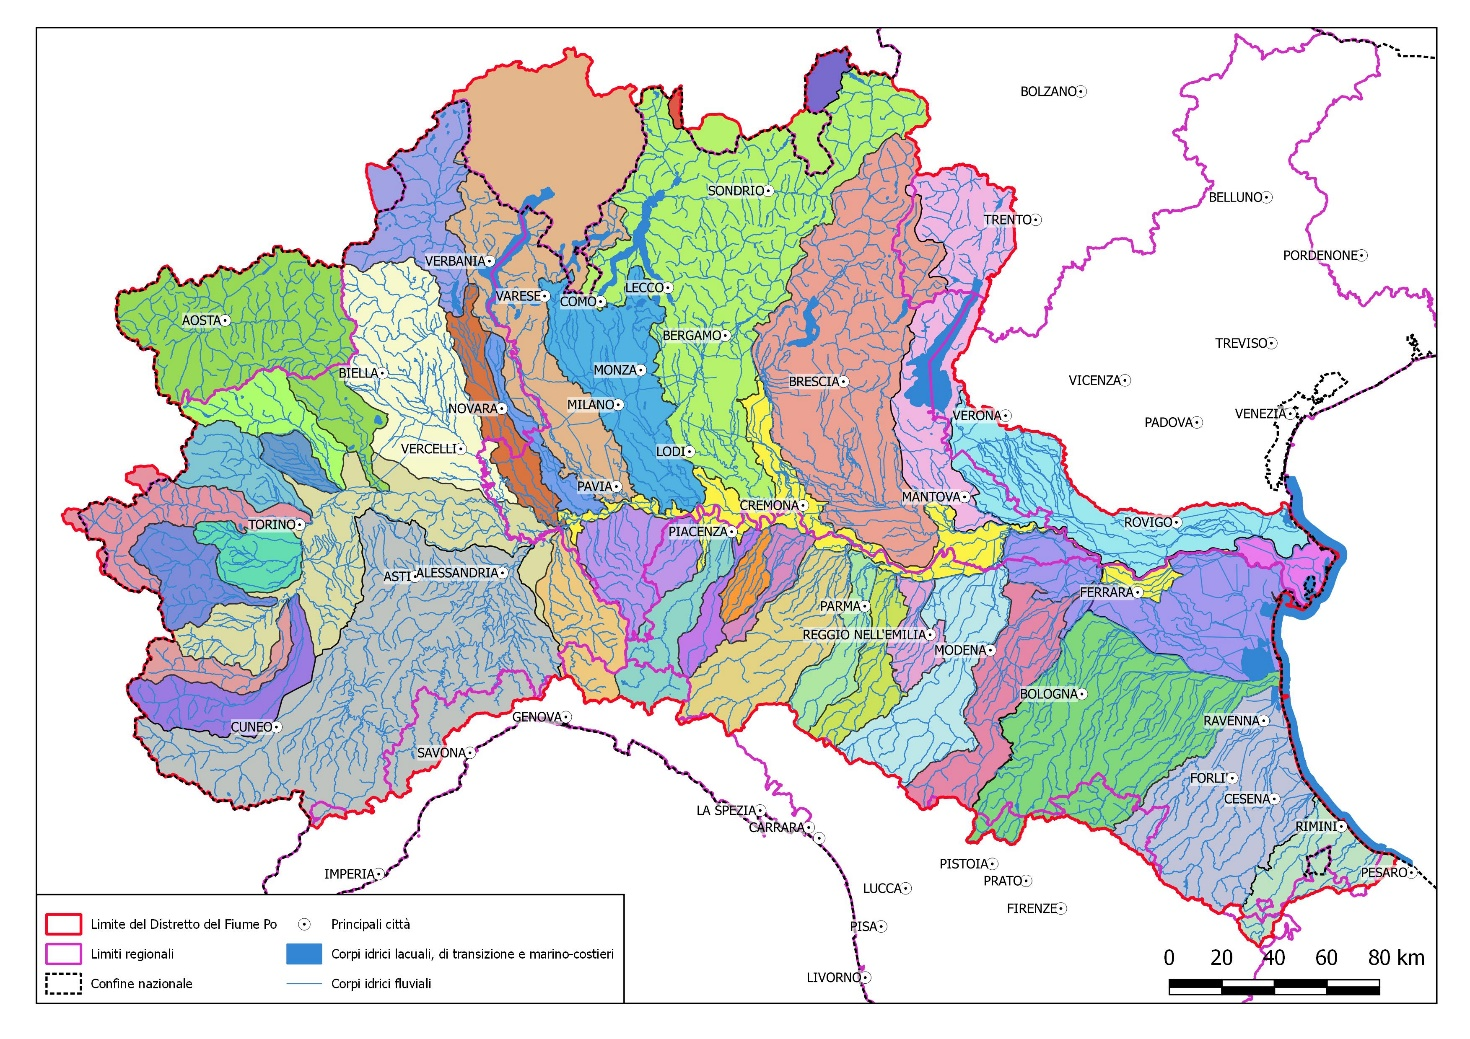 BOLZANO
SONDRIO
BELLUNO
TRENTO
PORDENONE
VERBANIA
VARESE
COMO
LECCO
AOSTA
BERGAMO
TREVISO
BIELLA
MONZA
BRESCIA
VICENZA
NOVARA
MILANO
VERONA
PADOVA
VENEZIA
VERCELLI
LODI
PAVIA
CREMONA
MANTOVA
TORINO
PIACENZA
ROVIGO
ASTI
ALESSANDRIA
FERRARA
PARMA
REGGIO NELL'EMILIA
MODENA
BOLOGNA
CUNEO
GENOVA
RAVENNA
SAVONA
FORLI'
CESENA
LA SPEZIA
CARRARA
RIMINI
IMPERIA
PISTOIA
PRATO
PESARO
LUCCA
FIRENZE
PISA
LIVORNO
Limite del Distretto del Fiume Po
Principali città
Limiti regionali
Corpi idrici lacuali, di transizione e marino-costieri
Confine nazionale
Corpi idrici fluviali
0 20 40 60 80 km